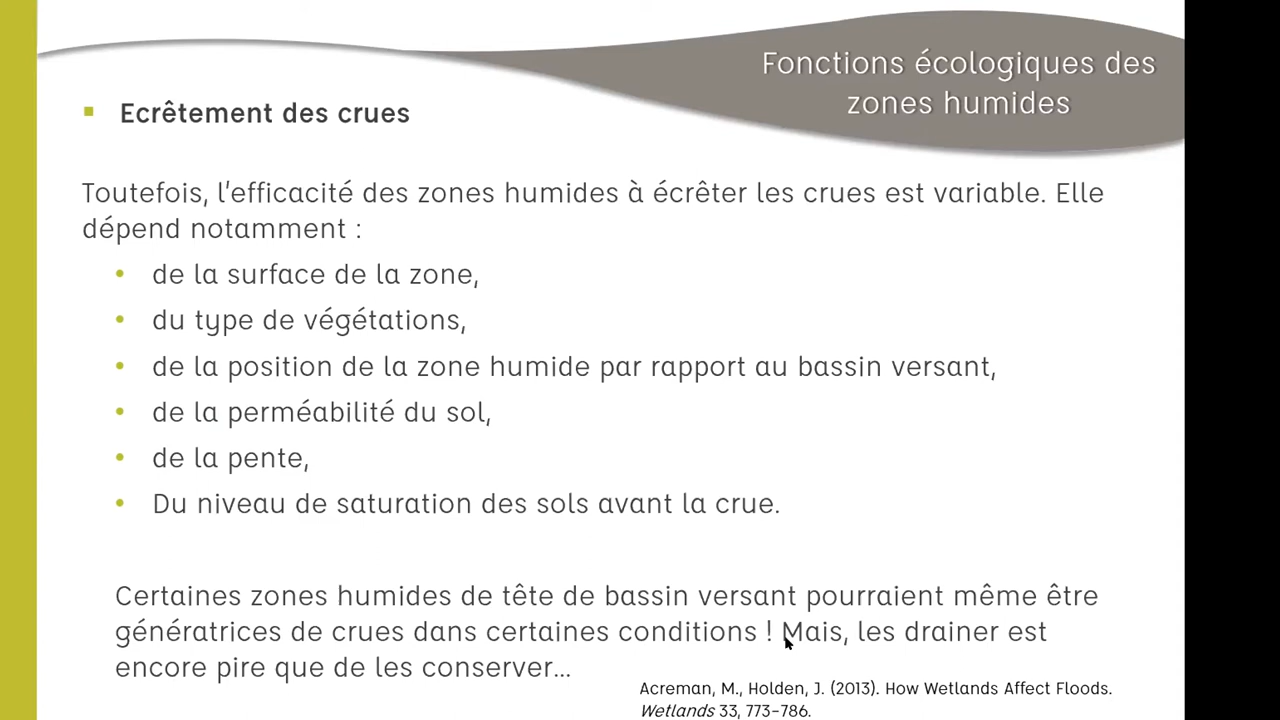 Fonctions écologiques des
zones humides
Ecrêtement des crues
Toutefois, l'efficacité des zones humides à écrêter les crues est variable. Elle
dépend notamment :
de la surface de la zone,
du type de végétations,
de la position de la zone humide par rapport au bassin versant,
de la perméabilité du sol,
de la pente,
Du niveau de saturation des sols avant la crue.
Certaines zones humides de tête de bassin versant pourraient même être
génératrices de crues dans certaines conditions ! Mais, les drainer est
encore pire que de les conserver...
Acreman, M., Holden, J. (2013). How Wetlands Affect Floods.
Wetlands 33, 773–786.